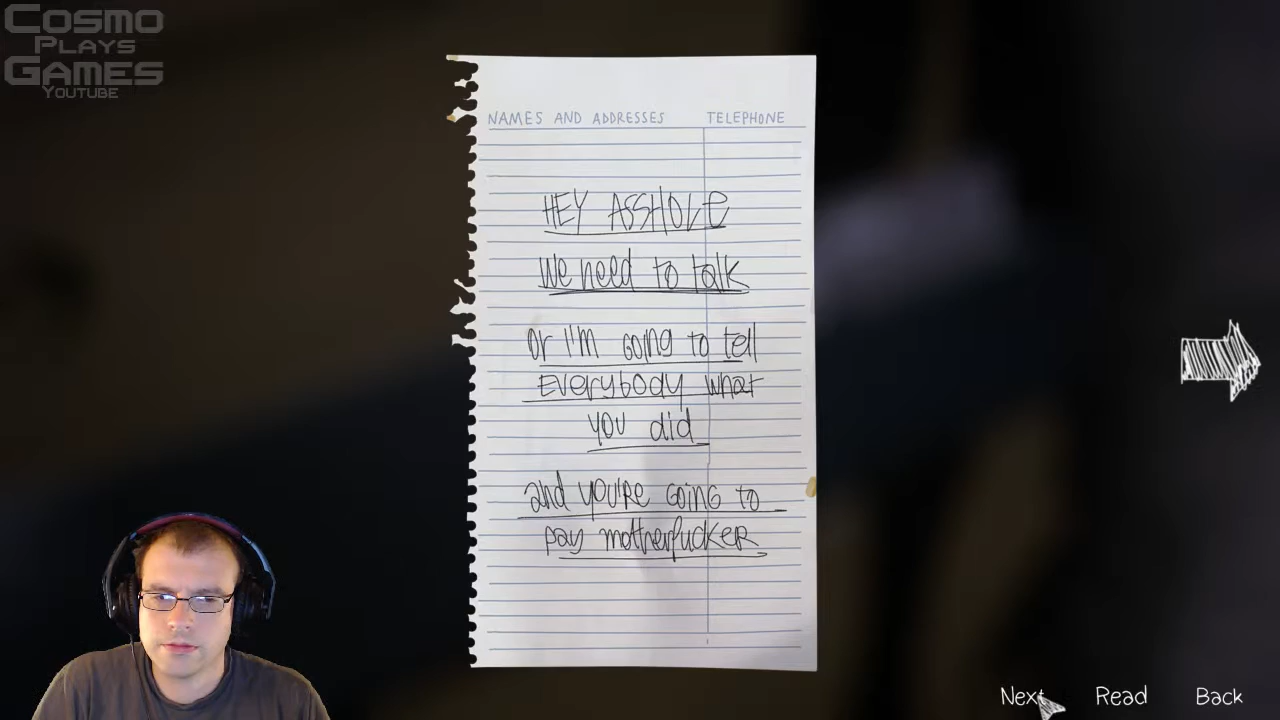 COSMO
PLAYS
GAMES
YOUTUBE
NAMES AND ADDRESSES TELEPHONE
HEY ASSHOLE
We need to talk
Or I'm going to tell
Everybody what
you did
and you're going to
pay motherfucker
Next Read Back